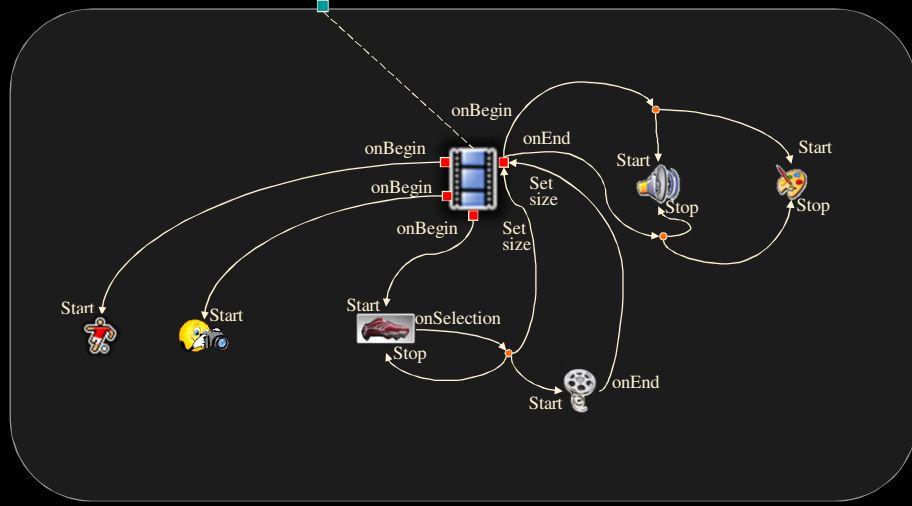 onBegin
onEnd
onBegin
Start
Start
onBegin
Set
size
Stop
Stop
onBegin
Set
size
Start
Start
Start
onSelection
Stop
onEnd
Start